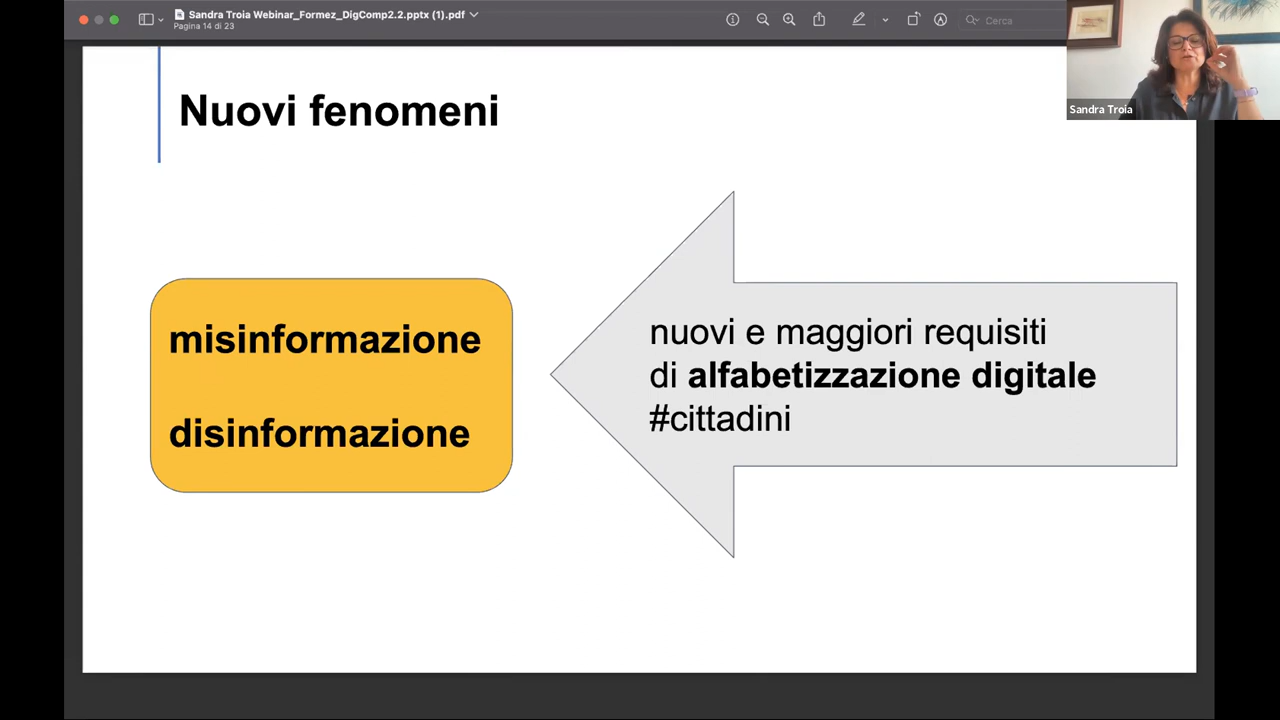 Sandra Troia Webinar_Formez_DigComp2.2.pptx (1).pdf
Pagina 14 di 23
Cerca
Sandra Troia
Nuovi fenomeni
misinformazione
disinformazione
nuovi e maggiori requisiti
di alfabetizzazione digitale
#cittadini